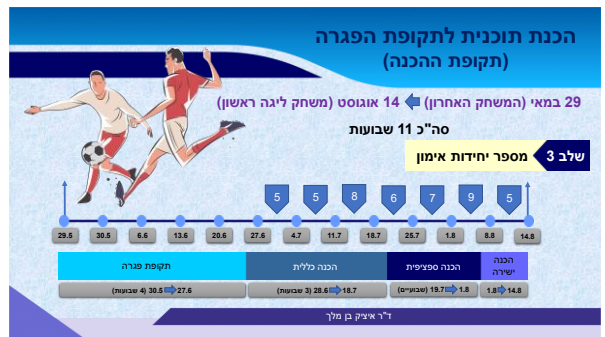 הכנת תוכנית לתקופת הפגרה
(תקופת ההכנה)
29 במאי (המשחק האחרון) 14 אוגוסט (משחק ליגה ראשון)
סה"כ 11 שבועות
שלב 3 מספר יחידות אימון
5 5 8 6 7 9 5
29.5 30.5 6.6 13.6 20.6 27.6 4.7 11.7 18.7 25.7 1.8 8.8 14.8
תקופת פגרה הכנה כללית הכנה ספציפית הכנה ישירה
27.6 30.5 (4 שבועות) 18.7 28.6 (3 שבועות) 1.8 19.7 (שבועיים) 14.8 1.8
ד"ר איציק בן מלך